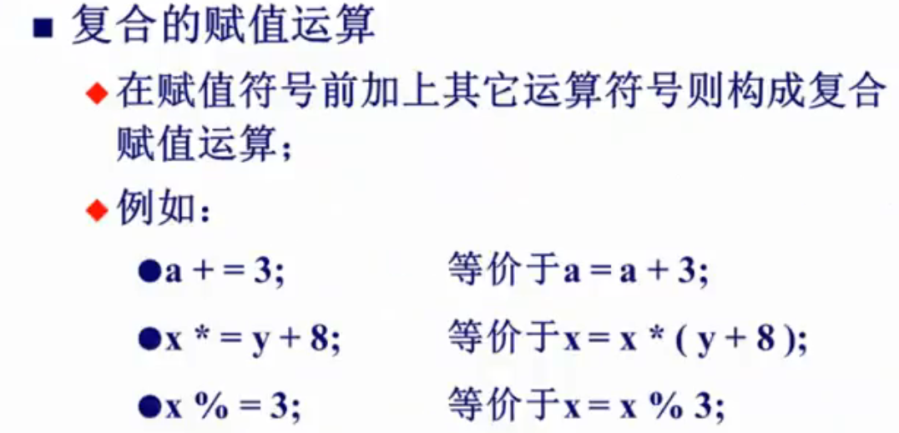 ■ 复合的赋值运算
◆在赋值符号前加上其它运算符号则构成复合
赋值运算；
◆例如：
●a + = 3; 等价于a = a + 3;
●x * = y + 8; 等价于x = x * ( y + 8 );
●x % = 3; 等价于x = x % 3;